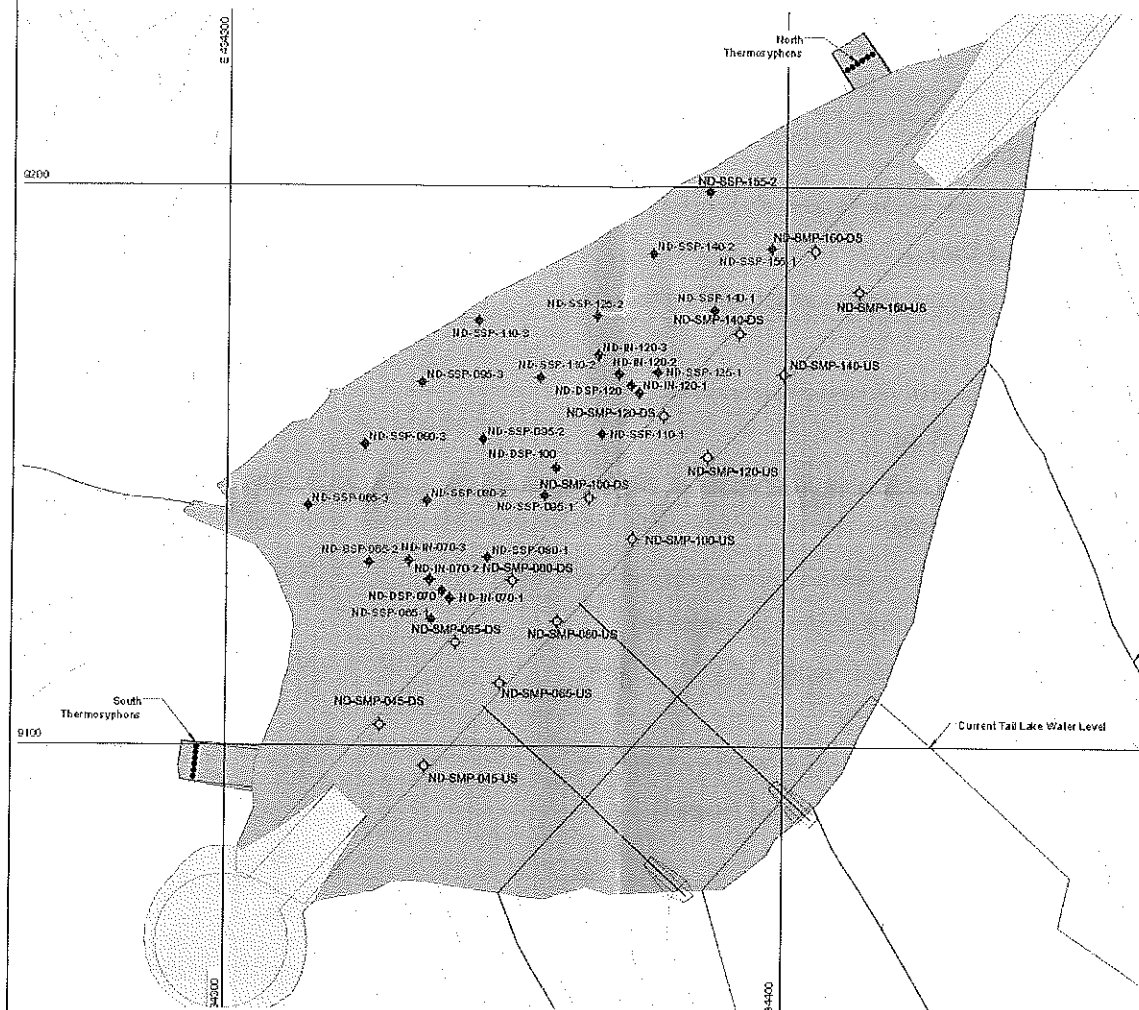 E 434300
North
Thermosyphons
9200
ND-SSP-155-2
ND-SMP-160-DS
ND-SSP-140-2
ND-SSP-155-1
ND-SMP-160-US
ND-SSP-125-2
ND-SSP-140-1
ND-SMP-140-DS
ND-SSP-110-3
ND-IN-120-3
ND-SSP-110-2
ND-IN-120-2
ND-SSP-125-1
ND-SMP-140-US
ND-SSP-095-3
ND-DSP-120
ND-IN-120-1
ND-SMP-120-DS
ND-SSP-080-3
ND-SSP-095-2
ND-SSP-110-1
ND-DSP-100
ND-SMP-120-US
ND-SMP-100-DS
ND-SSP-065-3
ND-SSP-080-2
ND-SSP-095-1
ND-SMP-100-US
ND-SSP-065-2
ND-IN-070-3
ND-SSP-080-1
ND-IN-070-2
ND-SMP-080-DS
ND-DSP-070
ND-IN-070-1
ND-SSP-065-1
ND-SMP-065-DS
ND-SMP-080-US
ND-SMP-065-US
South
Thermosyphons
ND-SMP-045-DS
Current Tail Lake Water Level
9100
ND-SMP-045-US
34300
34400